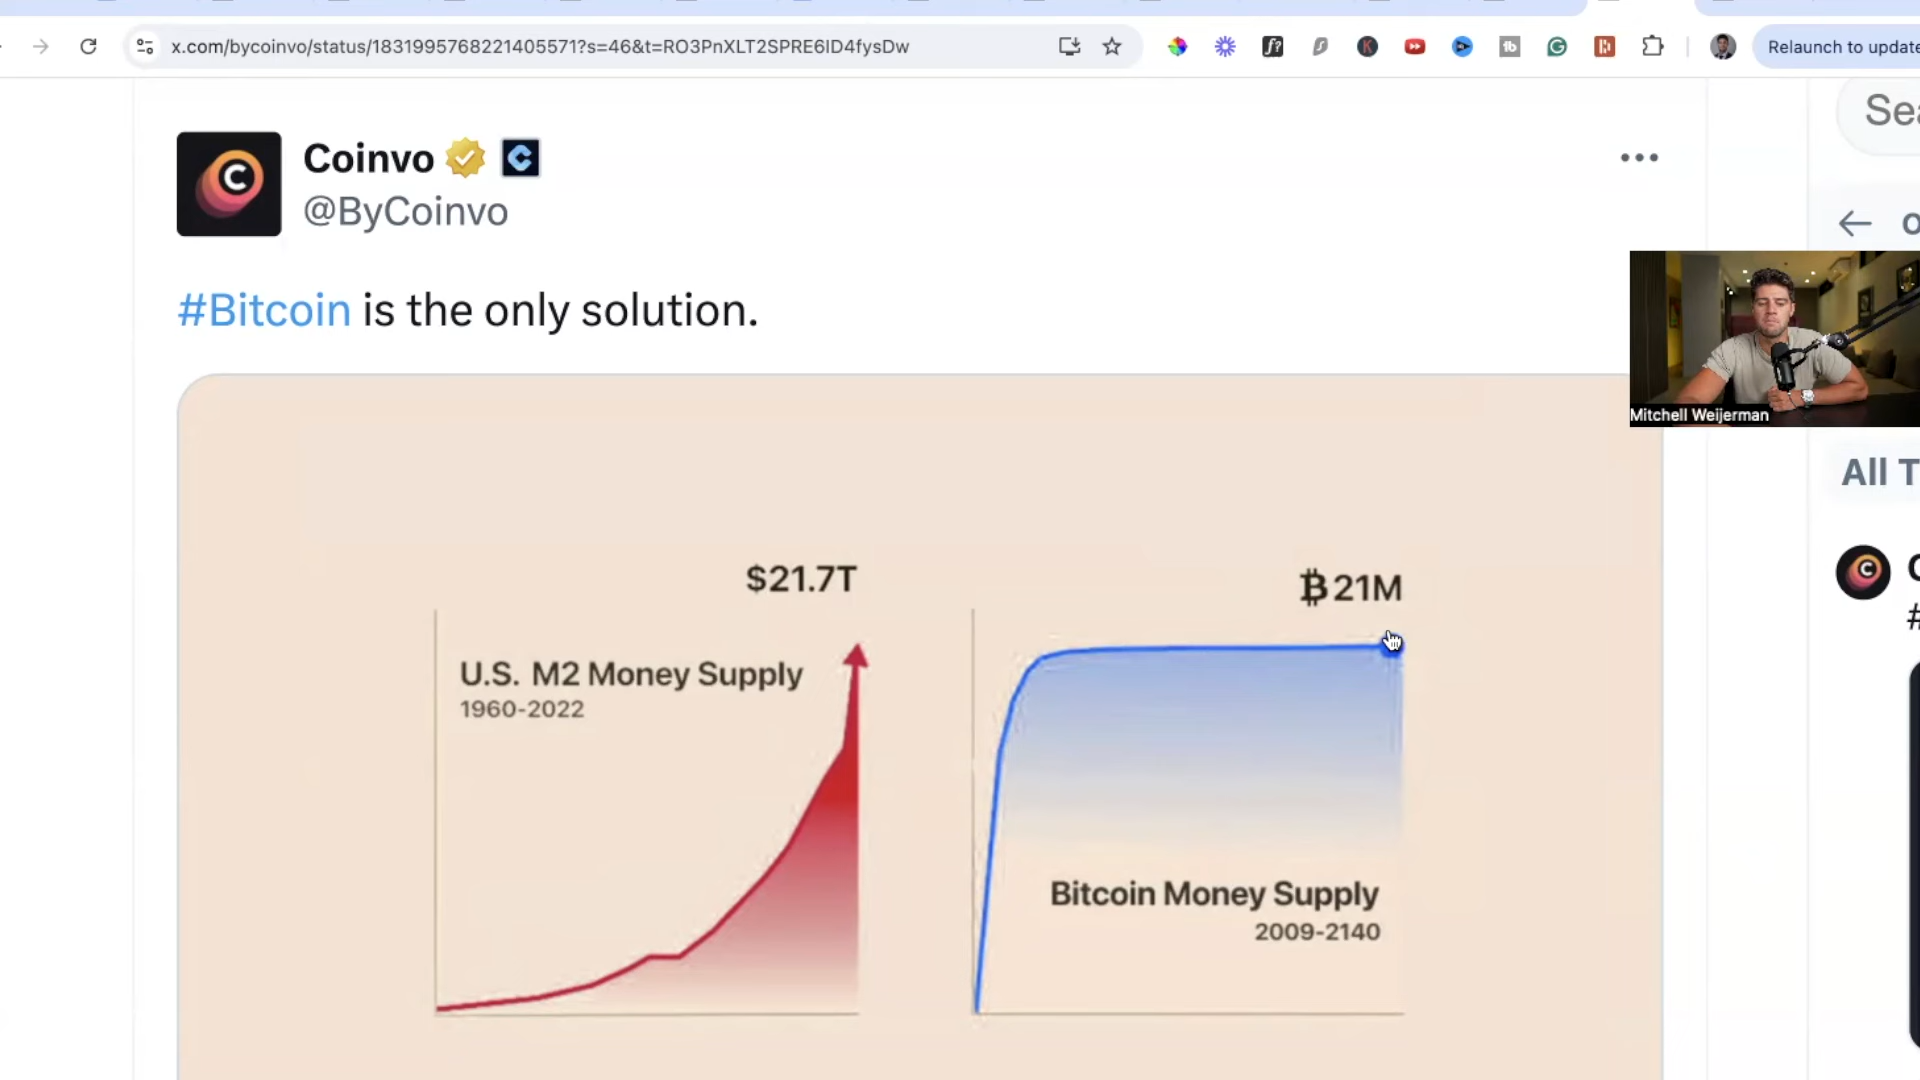 x.com/bycoinvo/status/1831995768221405571?s=46&t=RO3PnXLT2SPRE6ID4fysDw
Relaunch to update
Coinvo
@ByCoinvo
#Bitcoin is the only solution.
Mitchell Weijerman
$21.7T
U.S. M2 Money Supply
1960-2022
₿21M
Bitcoin Money Supply
2009-2140
Sea
All T